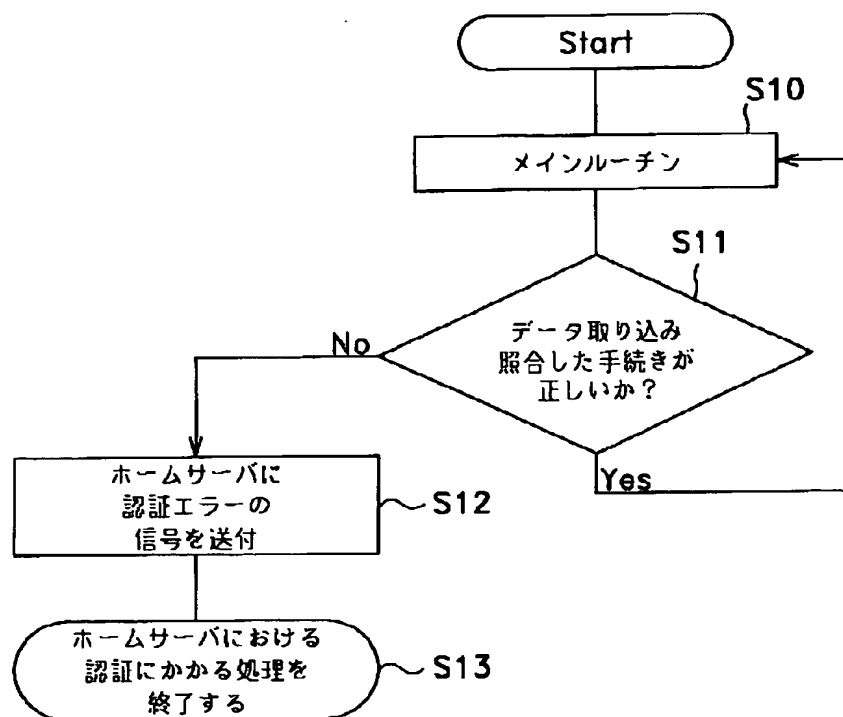 Start
S10
メインルーチン
S11
データ取り込み
照合した手続きが
正しいか？
No
Yes
ホームサーバに
認証エラーの
信号を送付
S12
ホームサーバにおける
認証にかかる処理を
終了する
S13